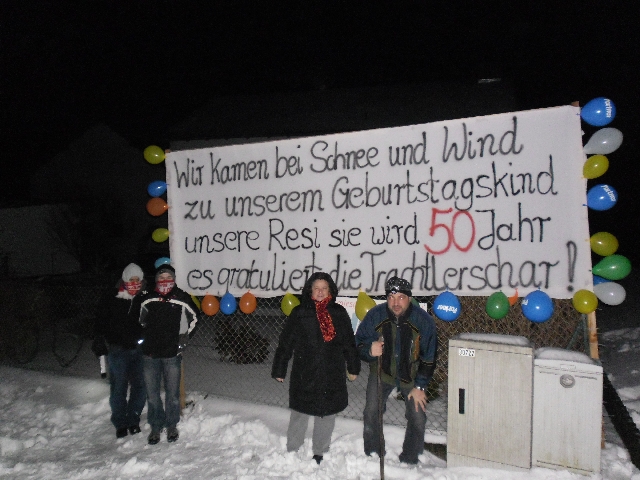 Wir kamen bei Schnee und Wind
zu unserem Geburtstagskind
unsere Resi sie wird 50 Jahr
es gratuliert die Trachtlerschar!